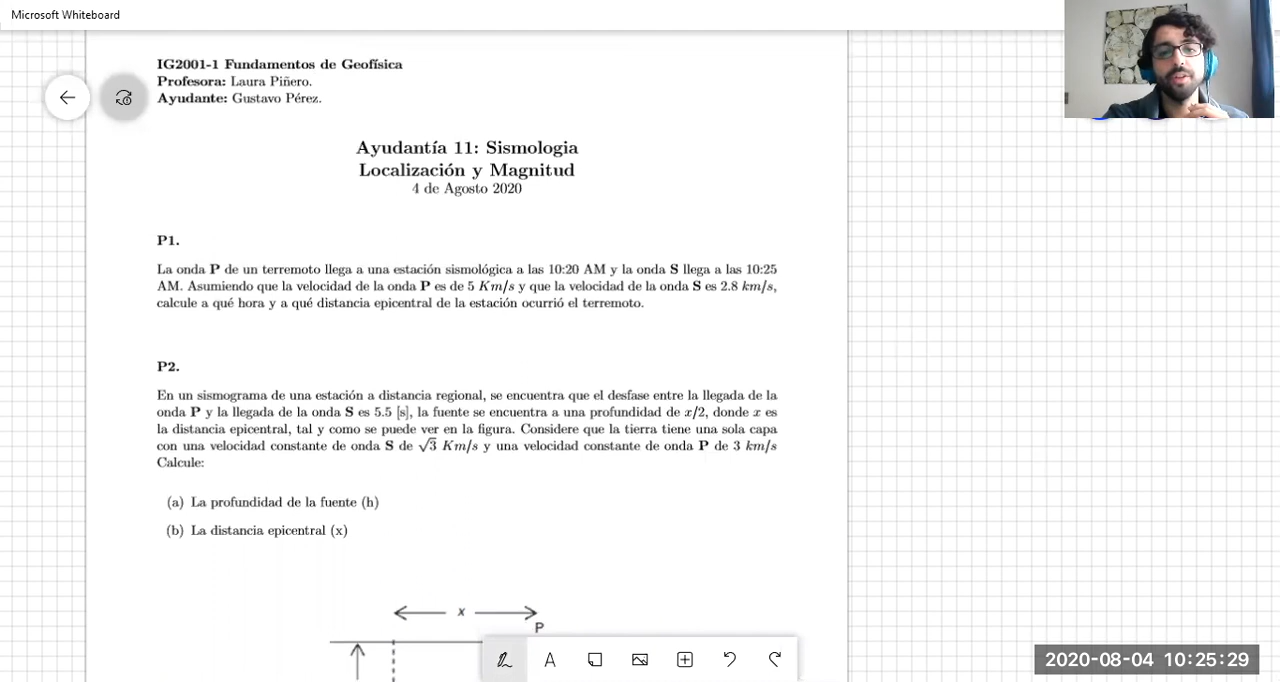 Microsoft Whiteboard
IG2001-1 Fundamentos de Geofísica
Profesora: Laura Piñero.
Ayudante: Gustavo Pérez.
Ayudantía 11: Sismologia
Localización y Magnitud
4 de Agosto 2020
P1.
La onda P de un terremoto llega a una estación sismológica a las 10:20 AM y la onda S llega a las 10:25
AM. Asumiendo que la velocidad de la onda P es de 5 Km/s y que la velocidad de la onda S es 2.8 km/s,
calcule a qué hora y a qué distancia epicentral de la estación ocurrió el terremoto.
P2.
En un sismograma de una estación a distancia regional, se encuentra que el desfase entre la llegada de la
onda P y la llegada de la onda S es 5.5 [s], la fuente se encuentra a una profundidad de x/2, donde x es
la distancia epicentral, tal y como se puede ver en la figura. Considere que la tierra tiene una sola capa
con una velocidad constante de onda S de √3 Km/s y una velocidad constante de onda P de 3 km/s
Calcule:
(a) La profundidad de la fuente (h)
(b) La distancia epicentral (x)
x
P
A
2020-08-04 10:25:29